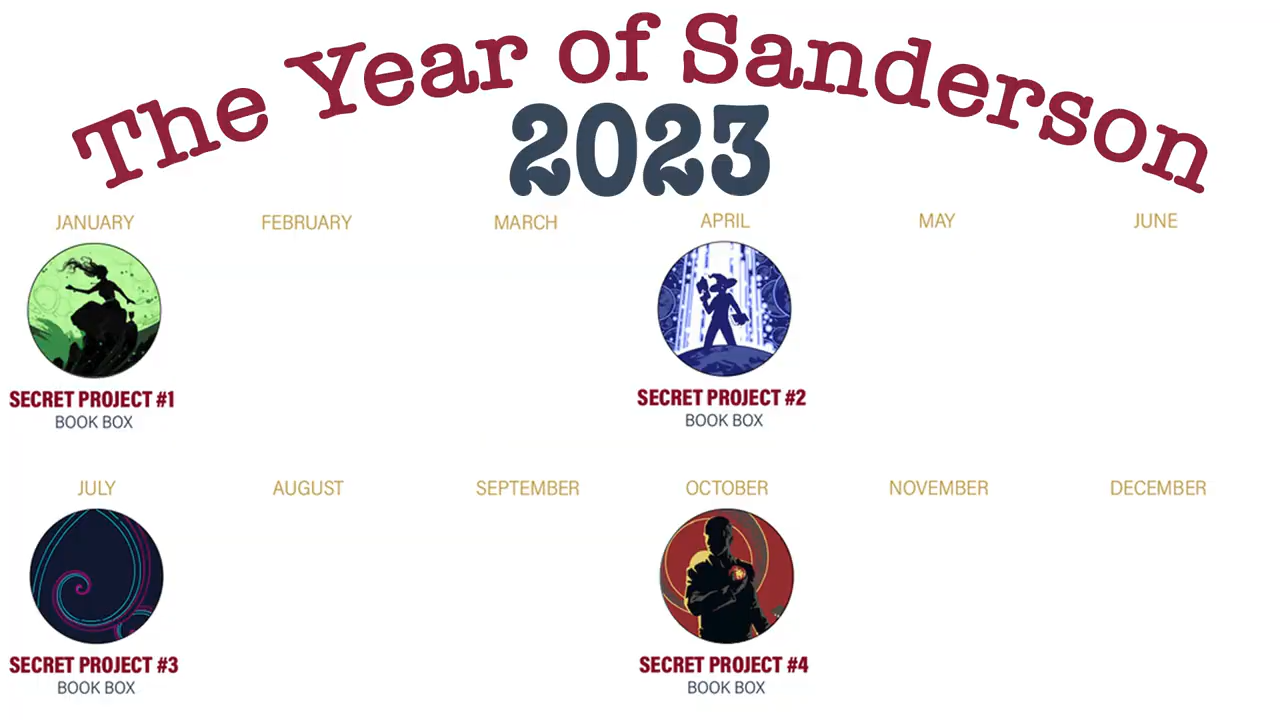 The Year of Sanderson
2023
JANUARY FEBRUARY MARCH APRIL MAY JUNE
SECRET PROJECT #1 SECRET PROJECT #2
BOOK BOX BOOK BOX
JULY AUGUST SEPTEMBER OCTOBER NOVEMBER DECEMBER
SECRET PROJECT #3 SECRET PROJECT #4
BOOK BOX BOOK BOX